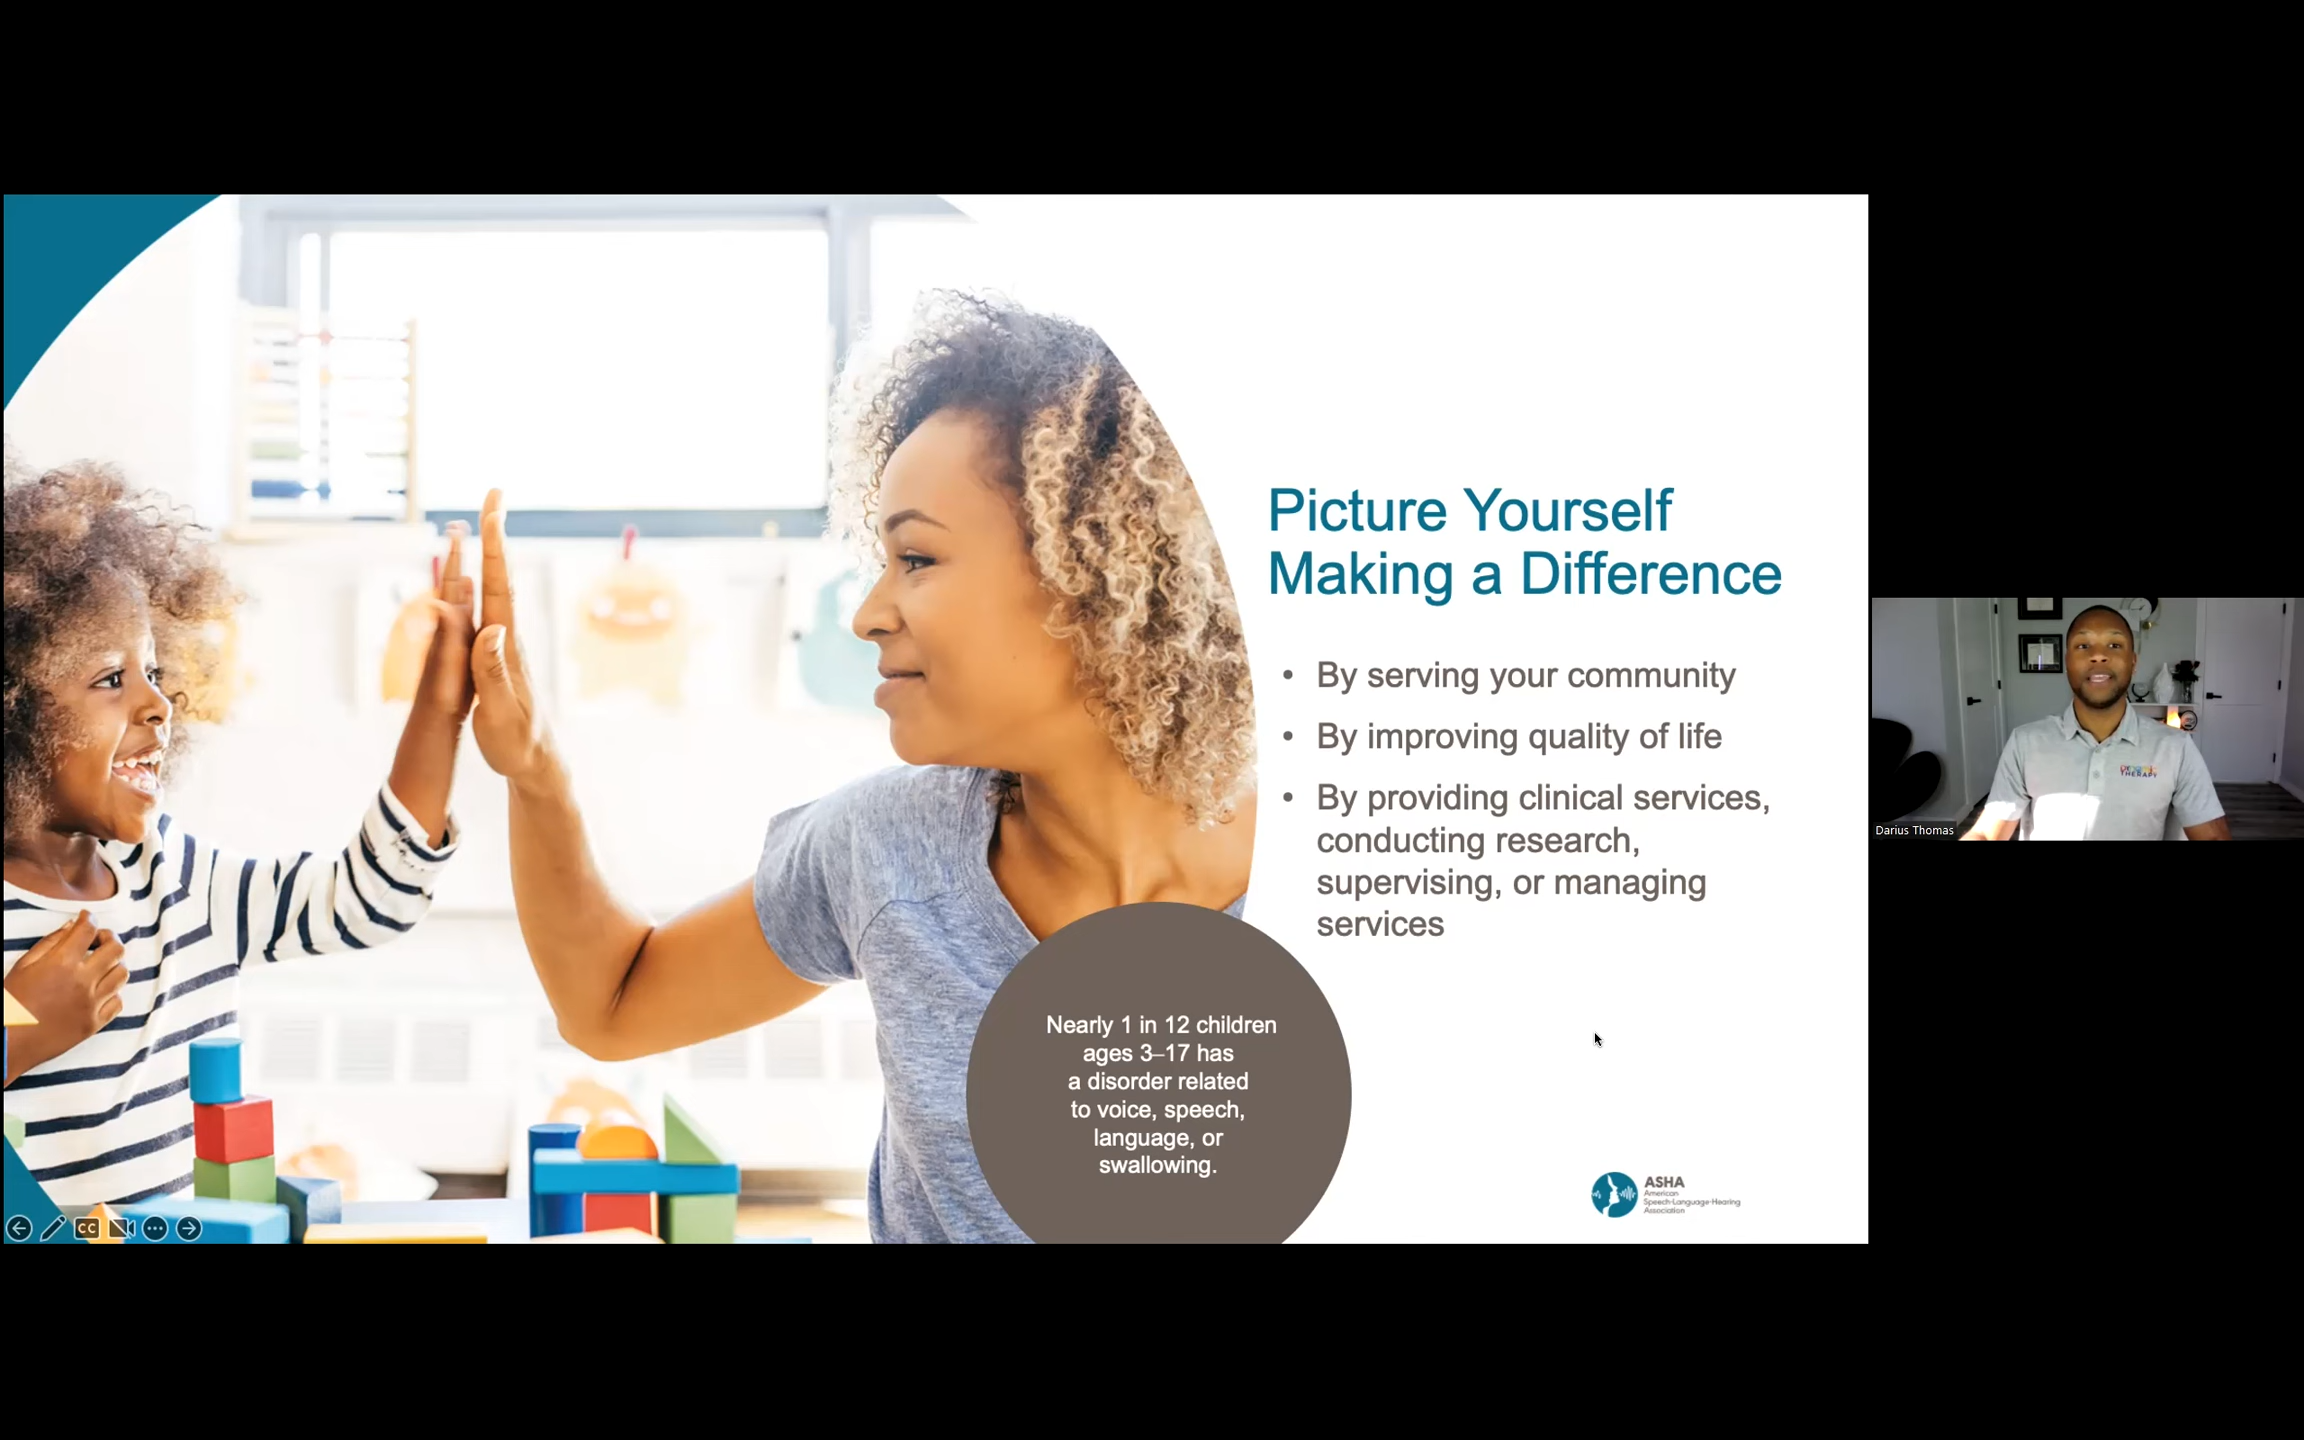 Picture Yourself
Making a Difference
• By serving your community
• By improving quality of life
• By providing clinical services,
conducting research,
supervising, or managing
services
Nearly 1 in 12 children
ages 3–17 has
a disorder related
to voice, speech,
language, or
swallowing.
ASHA
American
Speech-Language-Hearing
Association
CC
THERAPY
Darius Thomas